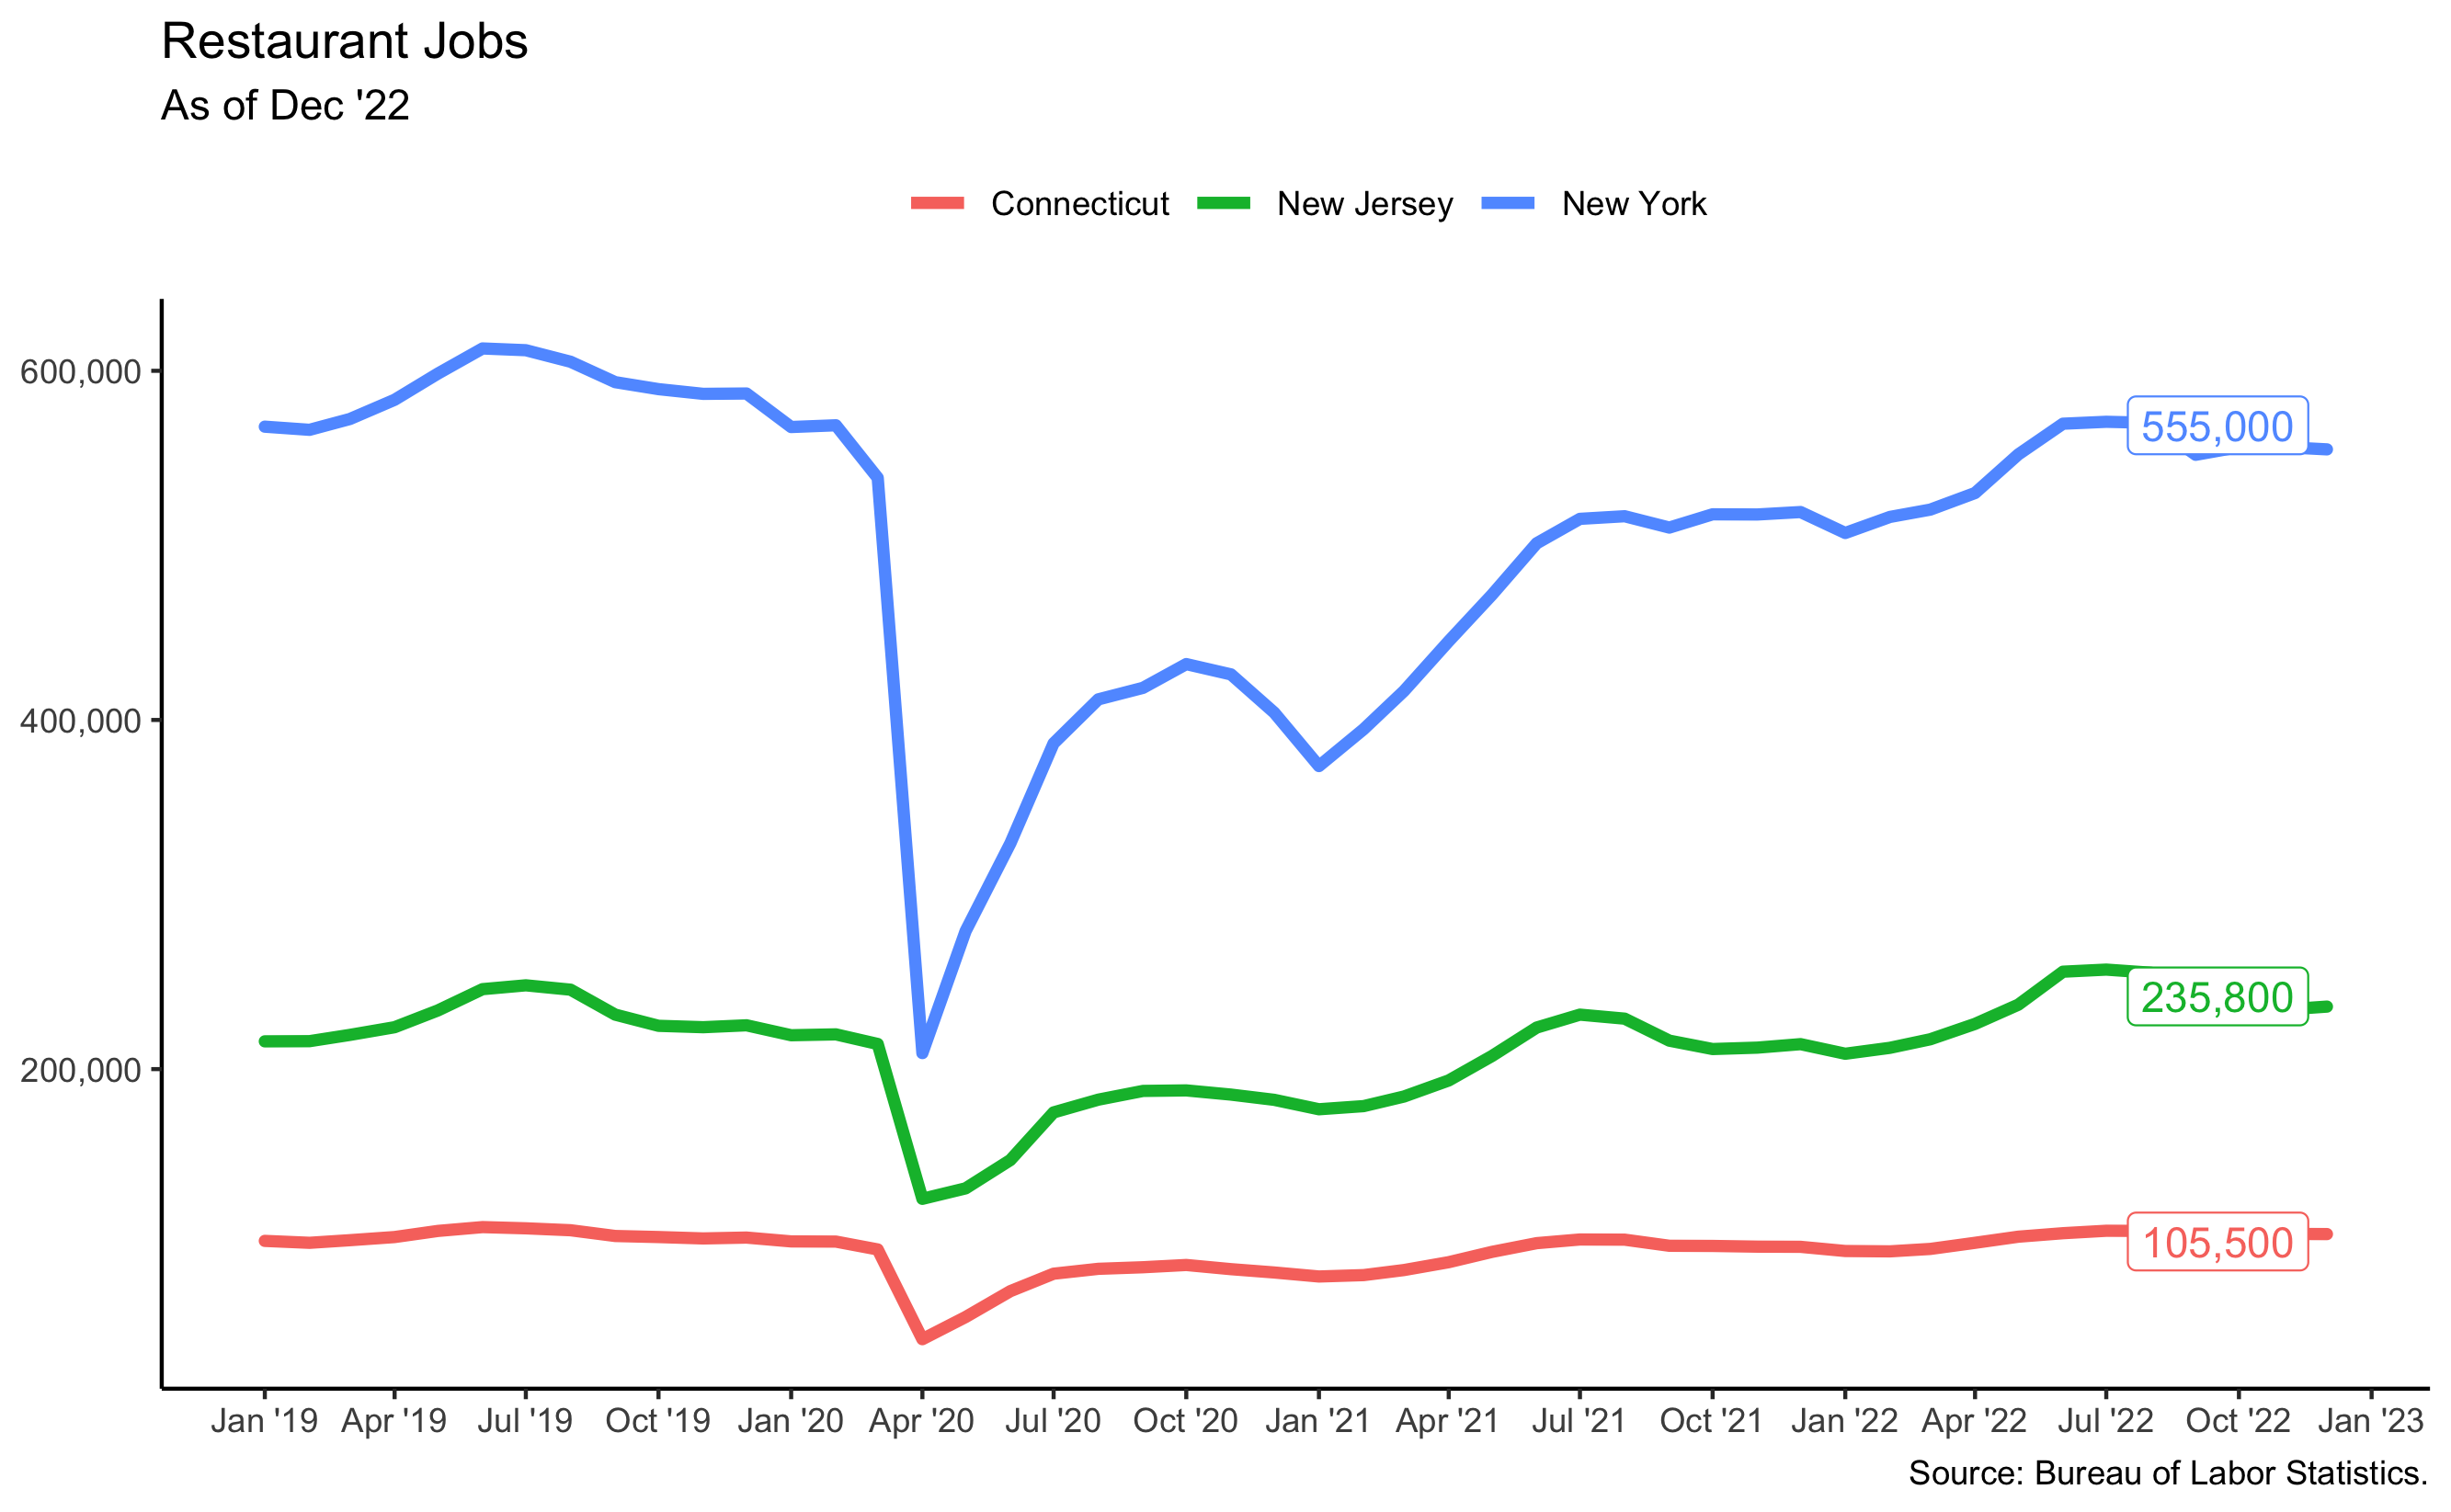 Restaurant Jobs
As of Dec '22
Connecticut New Jersey New York
600,000
400,000
200,000
555,000
235,800
105,500
Jan '19 Apr '19 Jul '19 Oct '19 Jan '20 Apr '20 Jul '20 Oct '20 Jan '21 Apr '21 Jul '21 Oct '21 Jan '22 Apr '22 Jul '22 Oct '22 Jan '23
Source: Bureau of Labor Statistics.